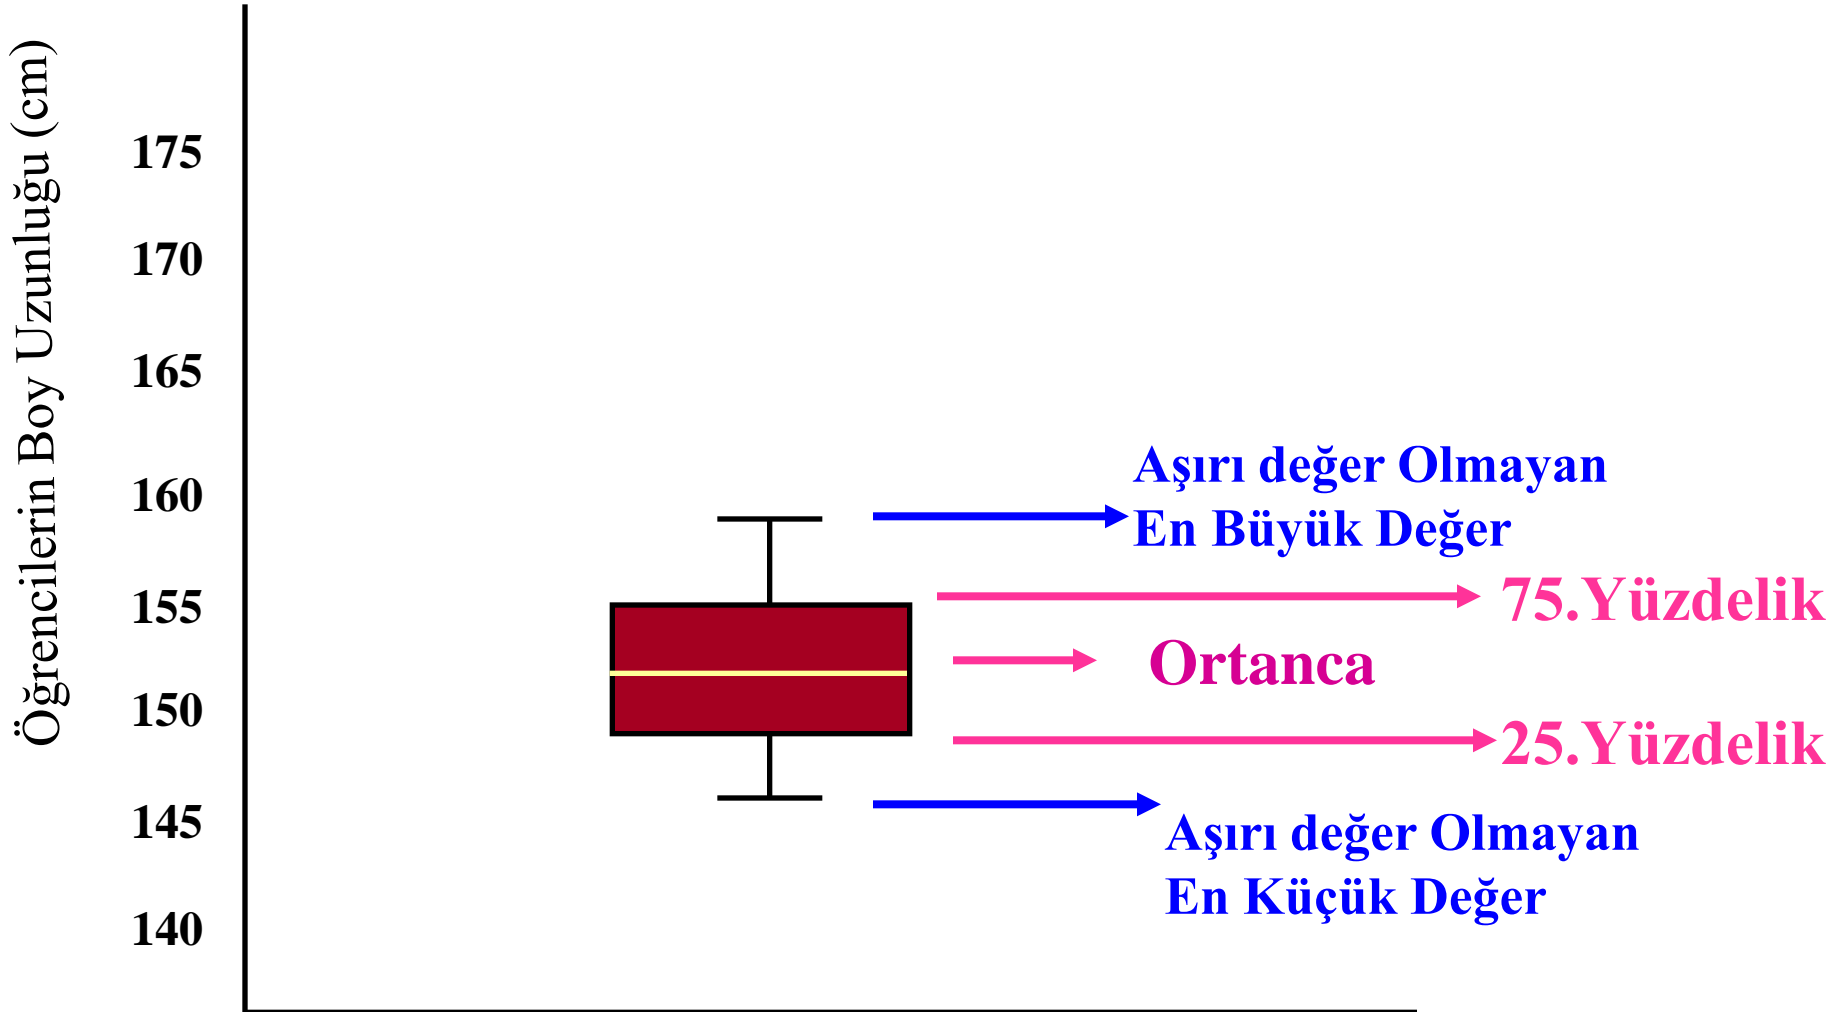 Öğrencilerin Boy Uzunluğu (cm)
175
170
165
160
155
150
145
140
Aşırı değer Olmayan
En Büyük Değer
75.Yüzdelik
Ortanca
25.Yüzdelik
Aşırı değer Olmayan
En Küçük Değer